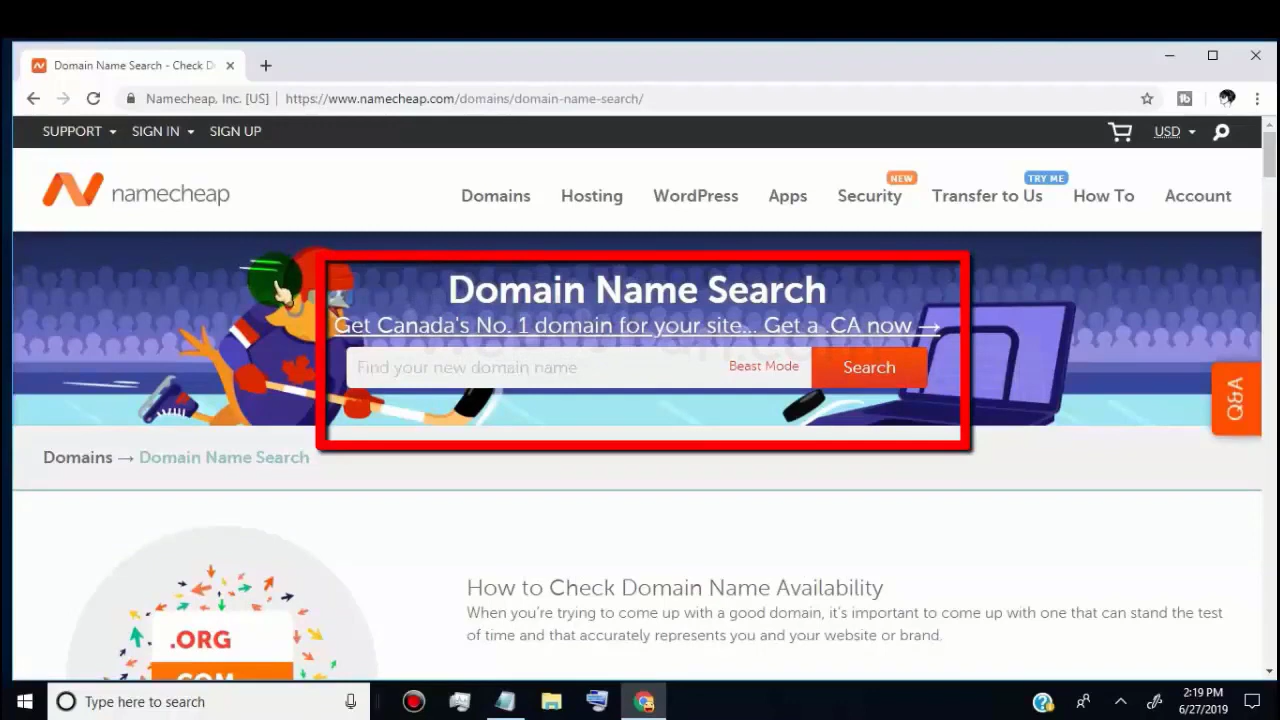 Domain Name Search - Check D
Namecheap, Inc. [US] | https://www.namecheap.com/domains/domain-name-search/
SUPPORT SIGN IN SIGN UP USD
NEW TRY ME
namecheap Domains Hosting WordPress Apps Security Transfer to Us How To Account
Domain Name Search
Get Canada's No. 1 domain for your site... Get a .CA now →
Find your new domain name Beast Mode Search
Q&A
Domains → Domain Name Search
How to Check Domain Name Availability
When you're trying to come up with a good domain, it's important to come up with one that can stand the test
of time and that accurately represents you and your website or brand.
.ORG
.COM
Type here to search
2:19 PM
6/27/2019